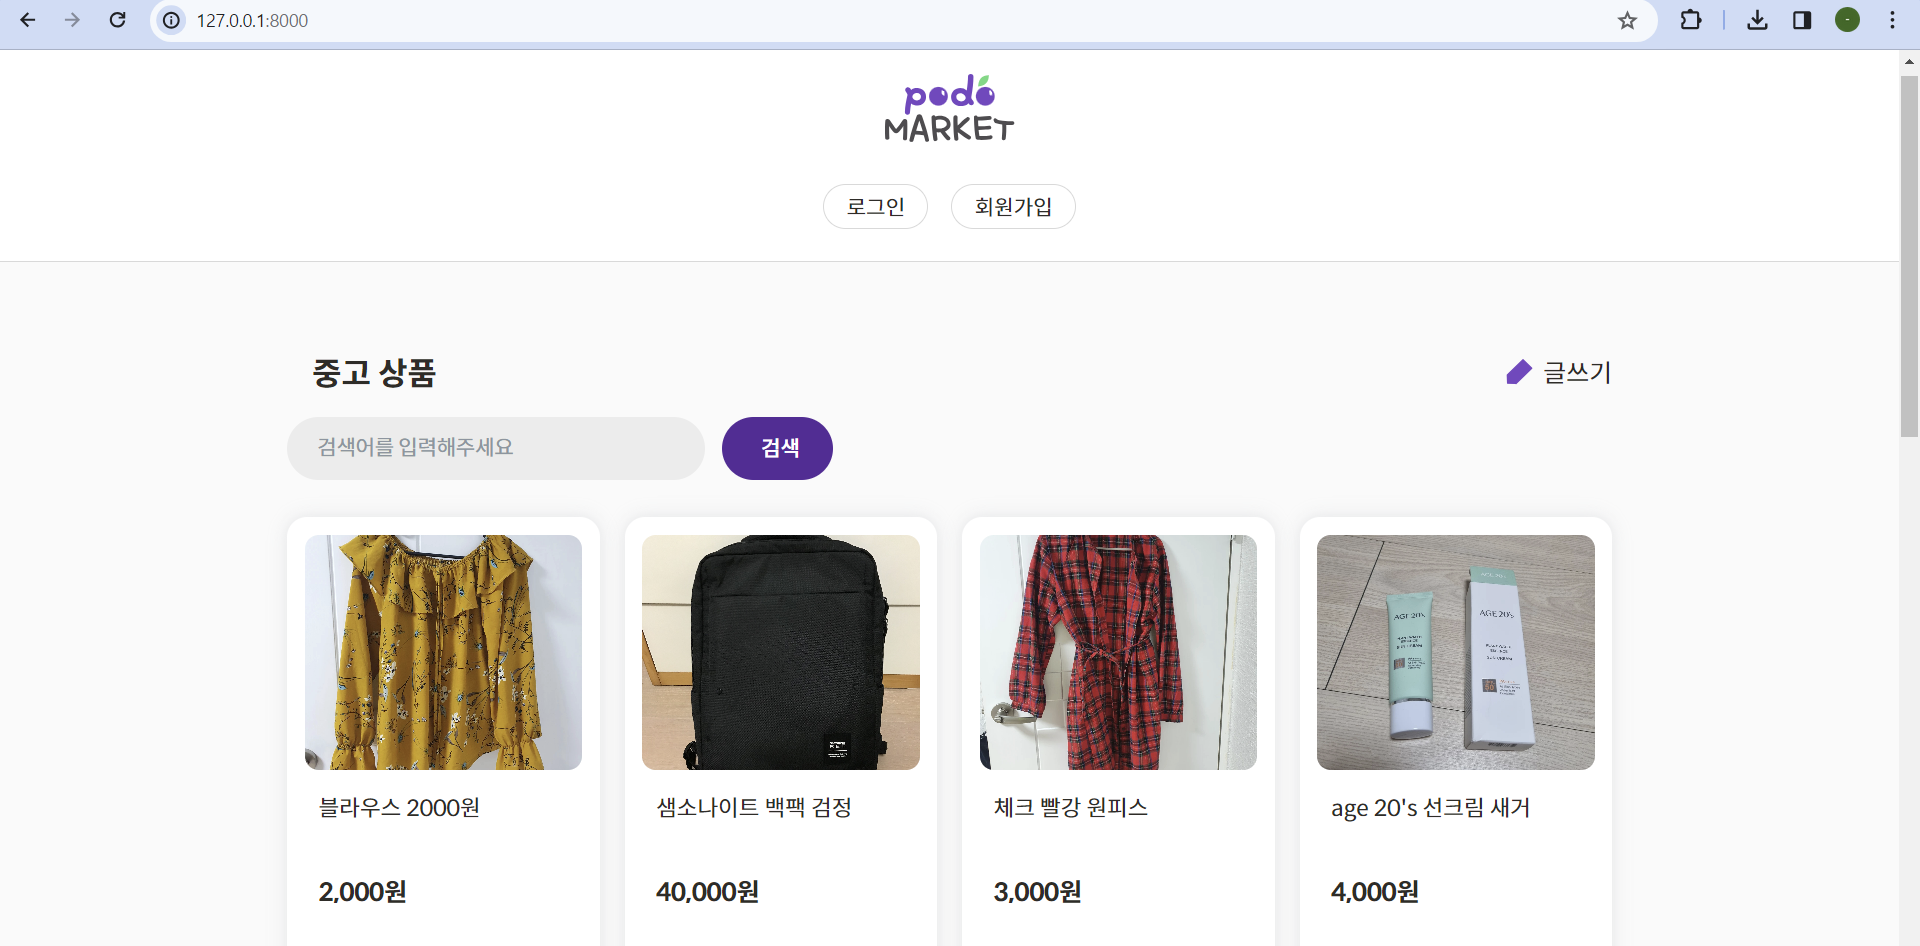 127.0.0.1:8000
podo
MARKET
로그인 회원가입
중고 상품 글쓰기
검색어를 입력해주세요 검색
AGE 20's AGE 20's
블라우스 2000원 샘소나이트 백팩 검정 체크 빨강 원피스 age 20's 선크림 새거
2,000원 40,000원 3,000원 4,000원